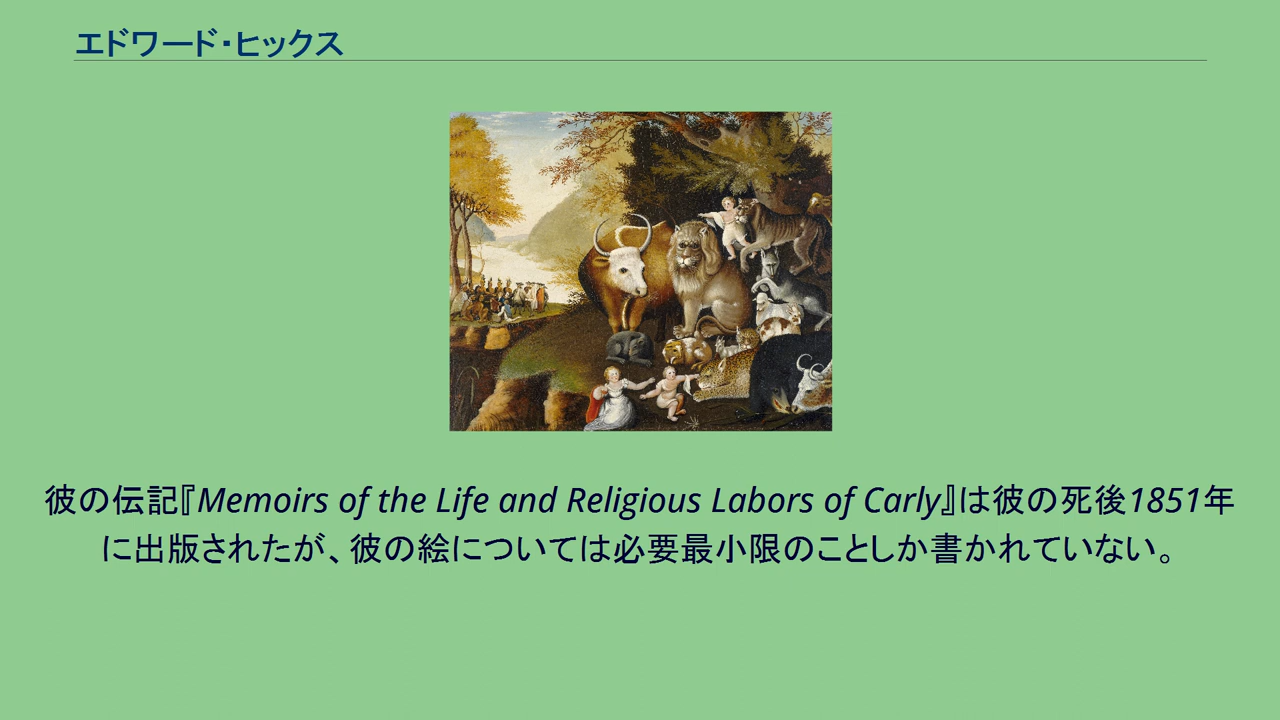 エドワード・ヒックス
彼の伝記『Memoirs of the Life and Religious Labors of Carly』は彼の死後1851年
に出版されたが、彼の絵については必要最小限のことしか書かれていない。